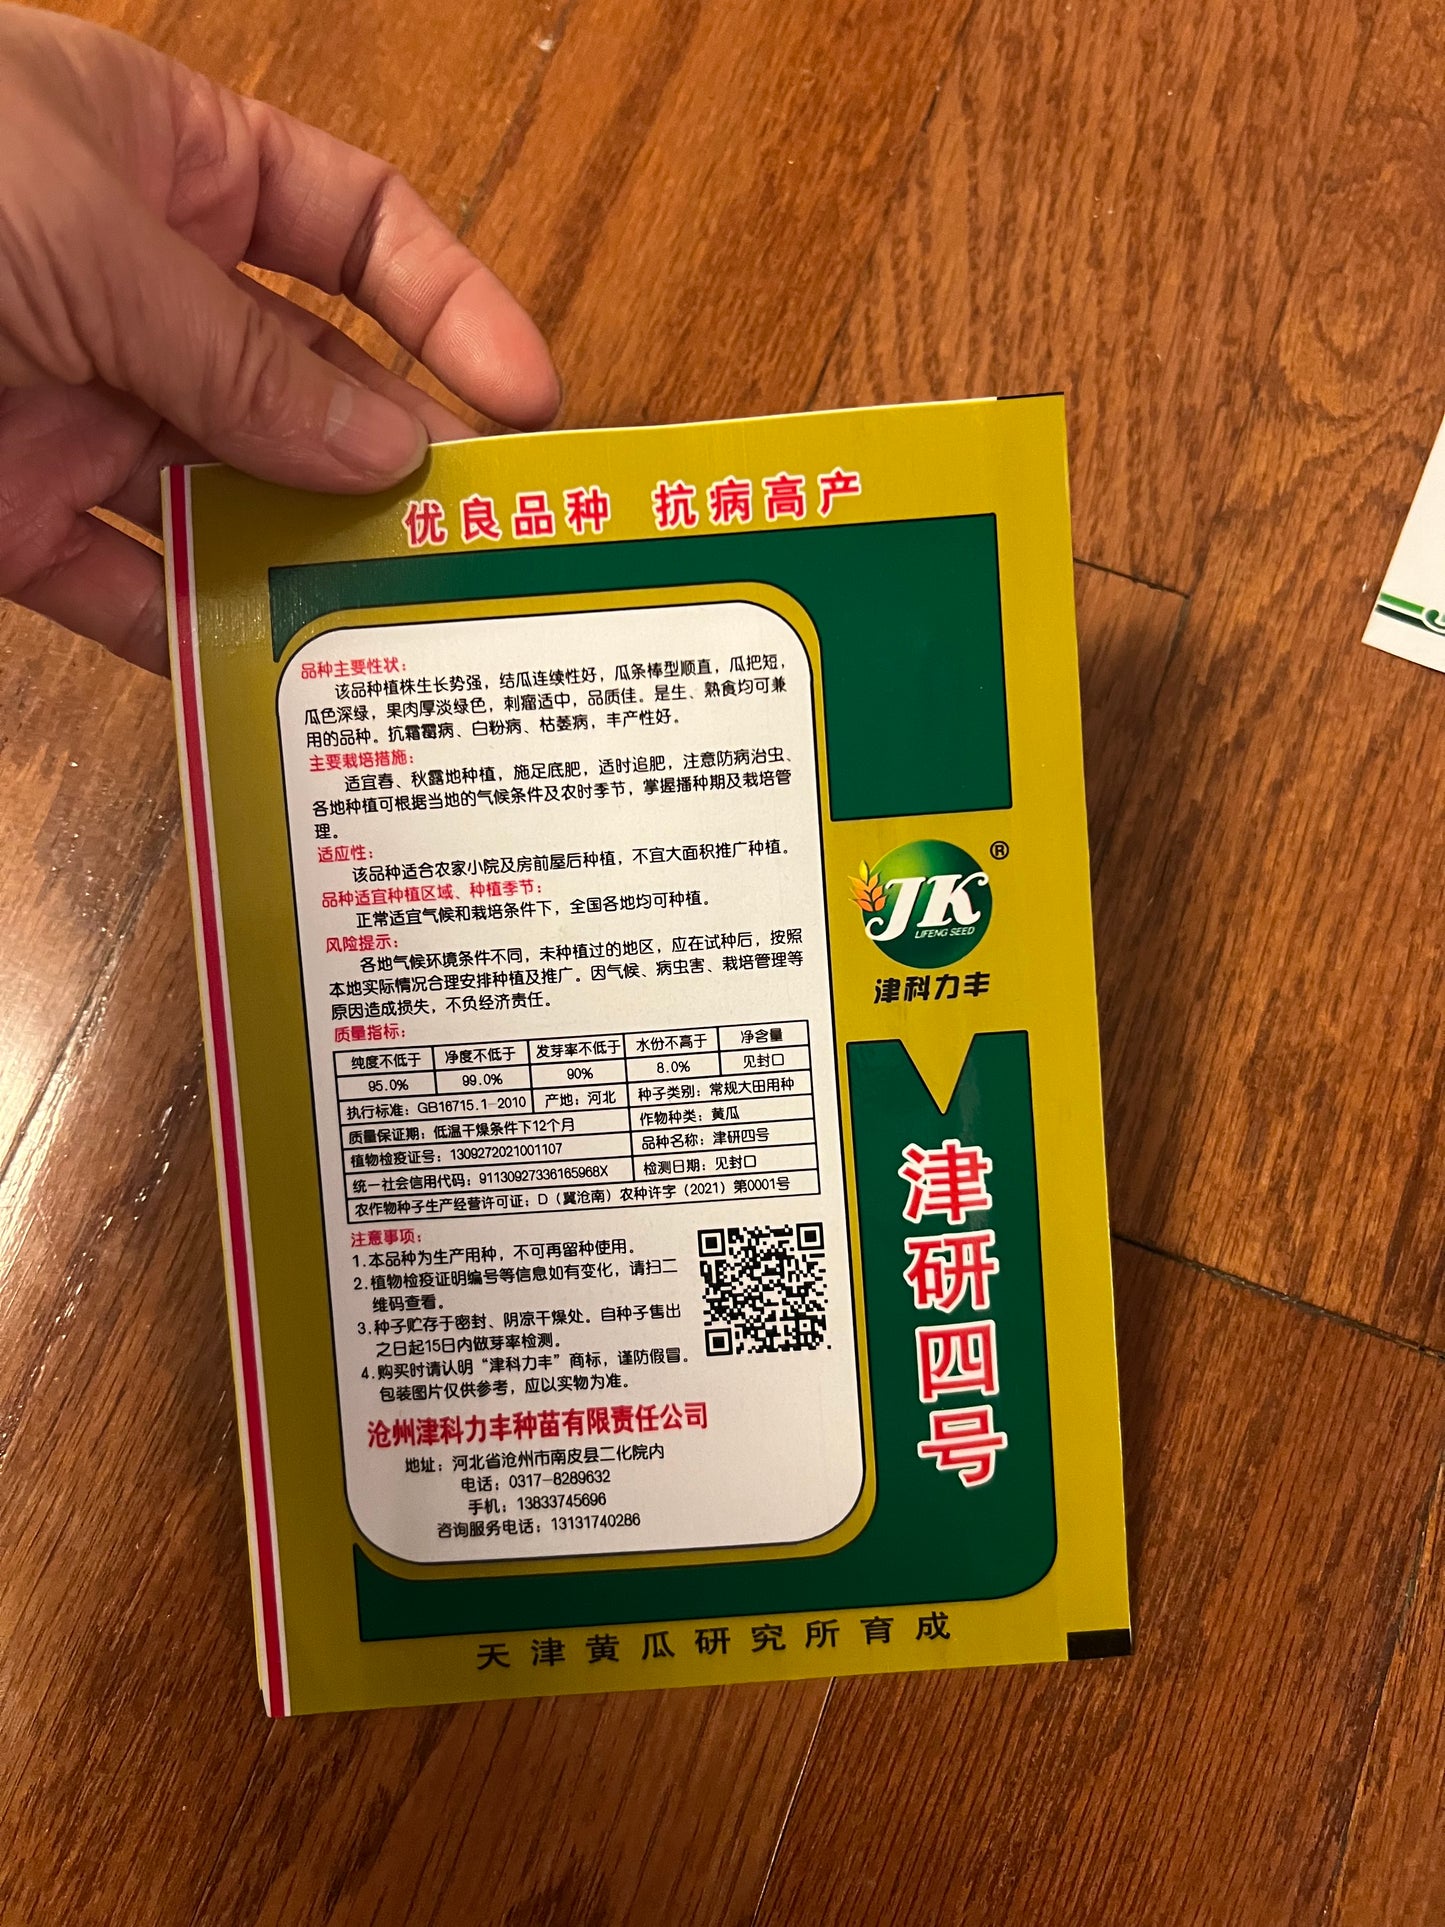 优良品种 抗病高产
品种主要性状：
该品种植株生长势强，结瓜连续性好，瓜条棒型顺直，瓜把短，
瓜色深绿，果肉厚淡绿色，刺瘤适中，品质佳。是生、熟食均可兼
用的品种。抗霜霉病、白粉病、枯萎病，丰产性好。
主要栽培措施：
适宜春、秋露地种植，施足底肥，适时追肥，注意防病治虫、
各地种植可根据当地的气候条件及农时季节，掌握播种期及栽培管
理。
适应性：
该品种适合农家小院及房前屋后种植，不宜大面积推广种植。
品种适宜种植区域、种植季节：
正常适宜气候和栽培条件下，全国各地均可种植。
风险提示：
各地气候环境条件不同，未种植过的地区，应在试种后，按照
本地实际情况合理安排种植及推广。因气候、病虫害、栽培管理等
原因造成损失，不负经济责任。
质量指标：
纯度不低于 净度不低于 发芽率不低于 水份不高于 净含量
95.0% 99.0% 90% 8.0% 见封口
执行标准：GB16715.1-2010 产地：河北 种子类别：常规大田用种
质量保证期：低温干燥条件下12个月 作物种类：黄瓜
植物检疫证号：1309272021001107 品种名称：津研四号
统一社会信用代码：91130927336165968X 检测日期：见封口
农作物种子生产经营许可证：D（冀沧南）农种许字（2021）第0001号
注意事项：
1.本品种为生产用种，不可再留种使用。
2.植物检疫证明编号等信息如有变化，请扫二
维码查看。
3.种子贮存于密封、阴凉干燥处。自种子售出
之日起15日内做芽率检测。
4.购买时请认明“津科力丰”商标，谨防假冒。
包装图片仅供参考，应以实物为准。
沧州津科力丰种苗有限责任公司
地址：河北省沧州市南皮县二化院内
电话：0317-8289632
手机：13833745696
咨询服务电话：13131740286
JK
®
LIFENG SEED
津科力丰
津研四号
天津黄瓜研究所育成